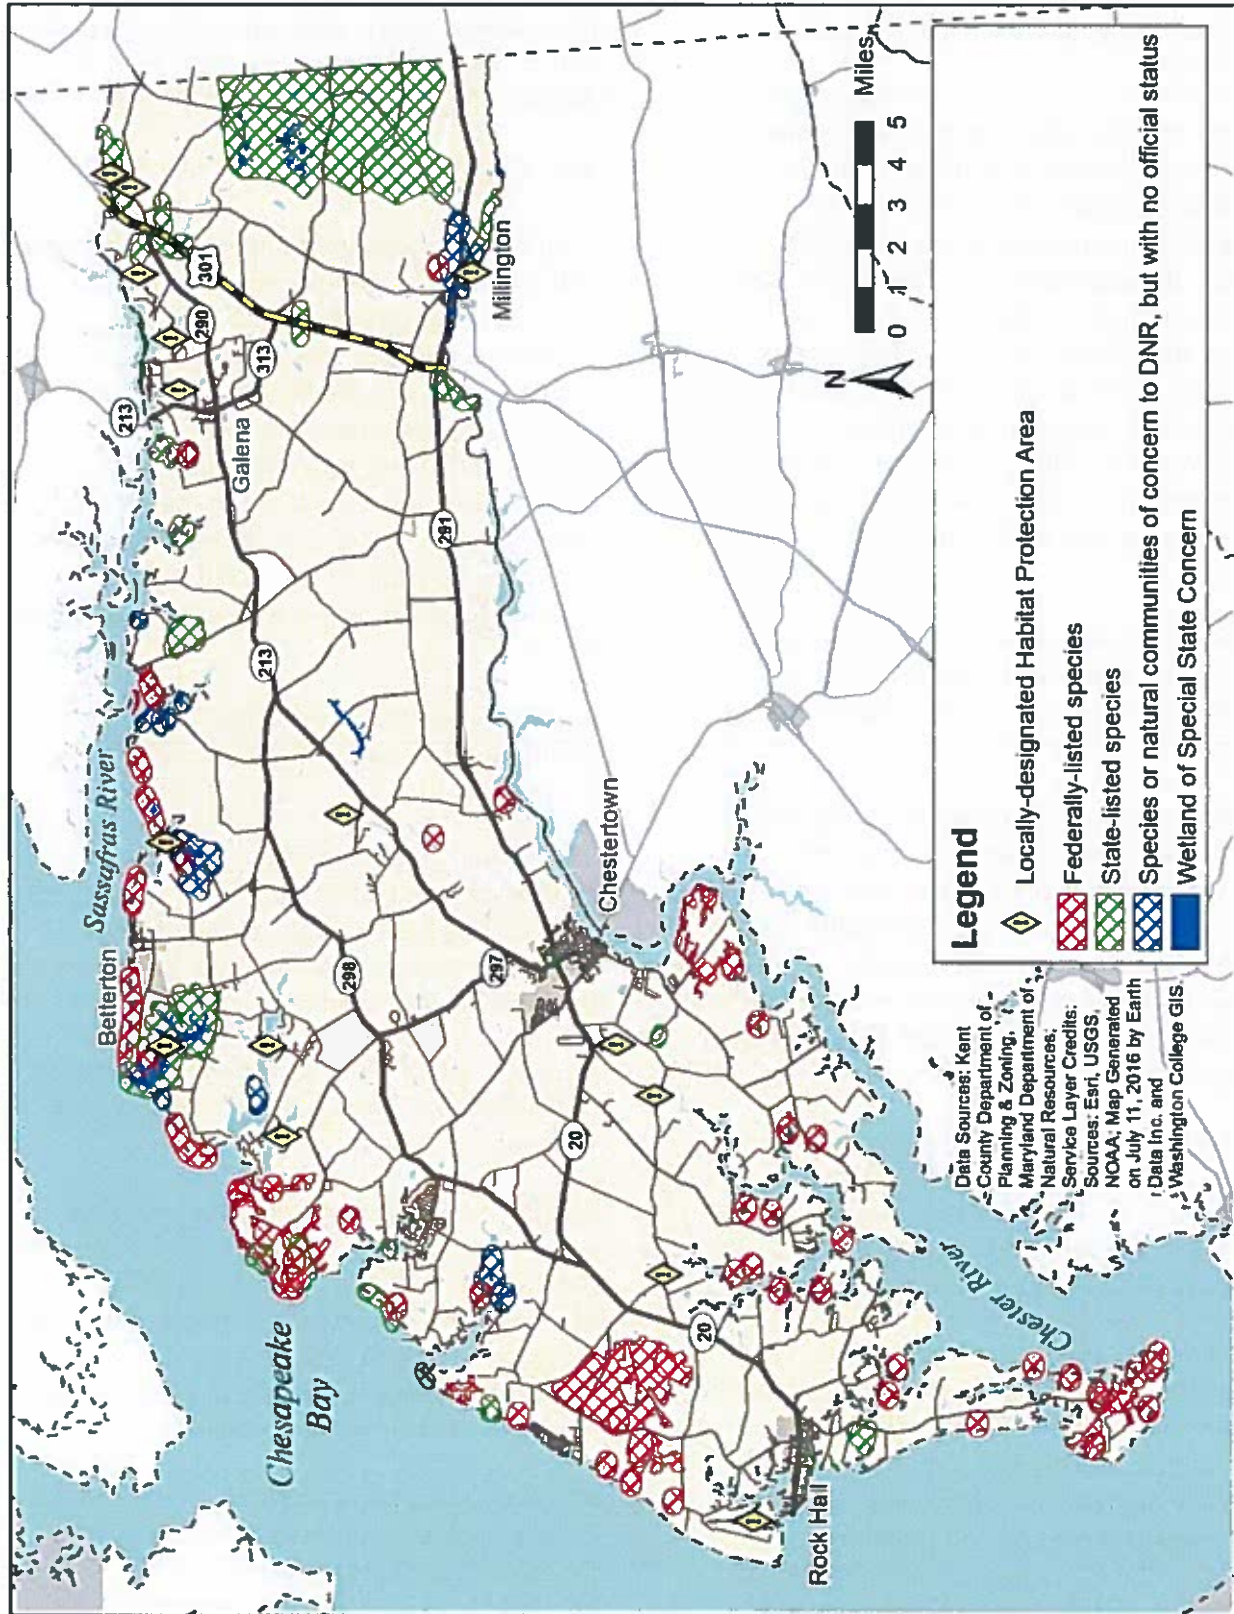 Chesapeake
Bay
Sassafras River
Chester River
Betterton
Galena
Millington
Chestertown
Rock Hall
213
290
301
313
213
291
298
297
20
20
N
0 1 2 3 4 5 Miles
Legend
Locally-designated Habitat Protection Area
Federally-listed species
State-listed species
Species or natural communities of concern to DNR, but with no official status
Wetland of Special State Concern
Data Sources: Kent
County Department of
Planning & Zoning,
Maryland Department of
Natural Resources;
Service Layer Credits:
Sources: Esri, USGS,
NOAA; Map Generated
on July 11, 2016 by Earth
Data Inc. and
Washington College GIS.